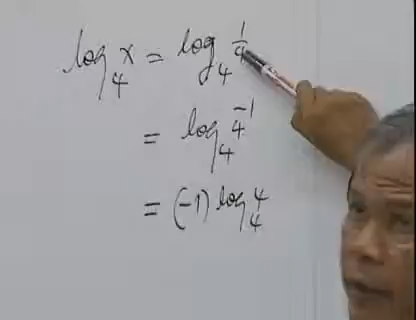 log₄ x = log₄ 1/4
= log₄ 4⁻¹
= (-1) log₄ 4